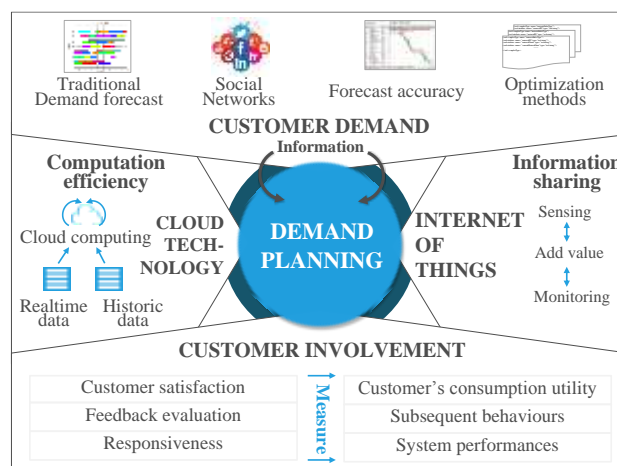 Traditional
Demand forecast
Social
Networks
Forecast accuracy
Optimization
methods
CUSTOMER DEMAND
Information
Computation
efficiency
Cloud computing
Realtime
data
Historic
data
CLOUD
TECH-
NOLOGY
DEMAND
PLANNING
INTERNET
OF
THINGS
Information
sharing
Sensing
Add value
Monitoring
CUSTOMER INVOLVEMENT
Customer satisfaction
Feedback evaluation
Responsiveness
Measure
Customer's consumption utility
Subsequent behaviours
System performances